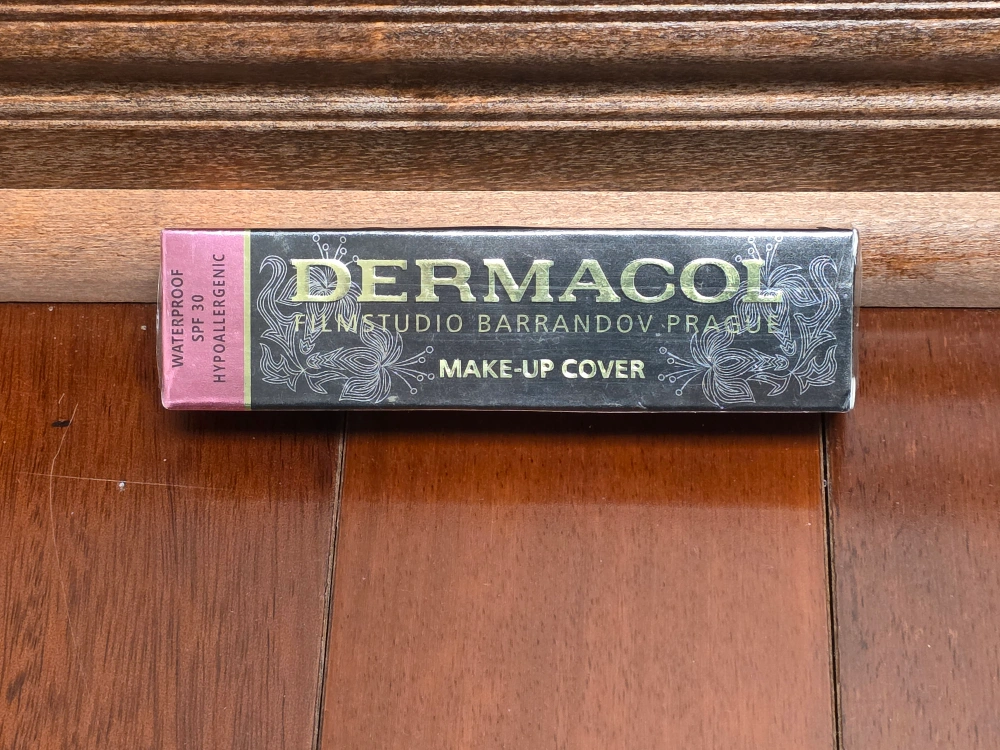 WATERPROOF
SPF 30
HYPOALLERGENIC
DERMACOL
FILMSTUDIO BARRANDOV PRAGUE
MAKE-UP COVER